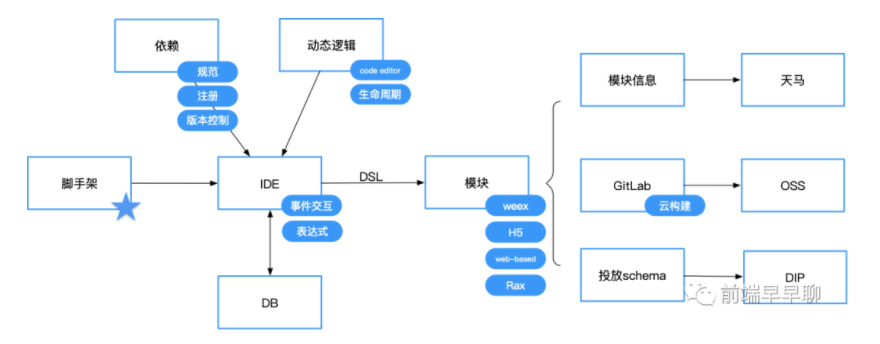 依赖
规范
注册
版本控制
动态逻辑
code editor
生命周期
脚手架
IDE
事件交互
表达式
DSL
模块
weex
H5
web-based
Rax
DB
模块信息
天马
GitLab
云构建
OSS
投放schema
DIP
前端早早聊